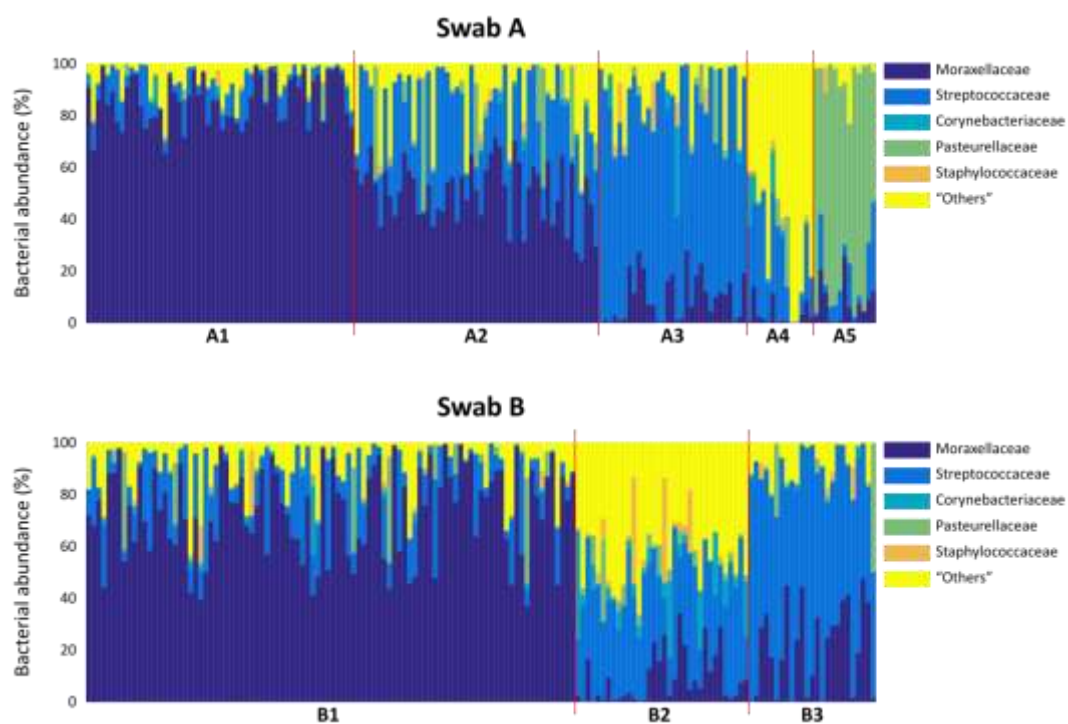 Swab A
Bacterial abundance (%)
100
80
60
40
20
0
A1 A2 A3 A4 A5
Moraxellaceae
Streptococcaceae
Corynebacteriaceae
Pasteurellaceae
Staphylococcaceae
"Others"
Swab B
Bacterial abundance (%)
100
80
60
40
20
0
B1 B2 B3
Moraxellaceae
Streptococcaceae
Corynebacteriaceae
Pasteurellaceae
Staphylococcaceae
"Others"